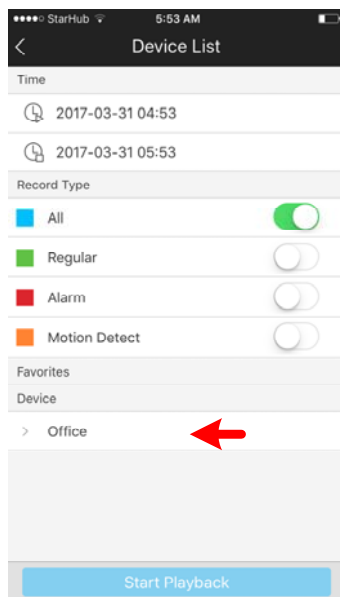 StarHub 5:53 AM
Device List
Time
2017-03-31 04:53
2017-03-31 05:53
Record Type
All
Regular
Alarm
Motion Detect
Favorites
Device
Office
Start Playback